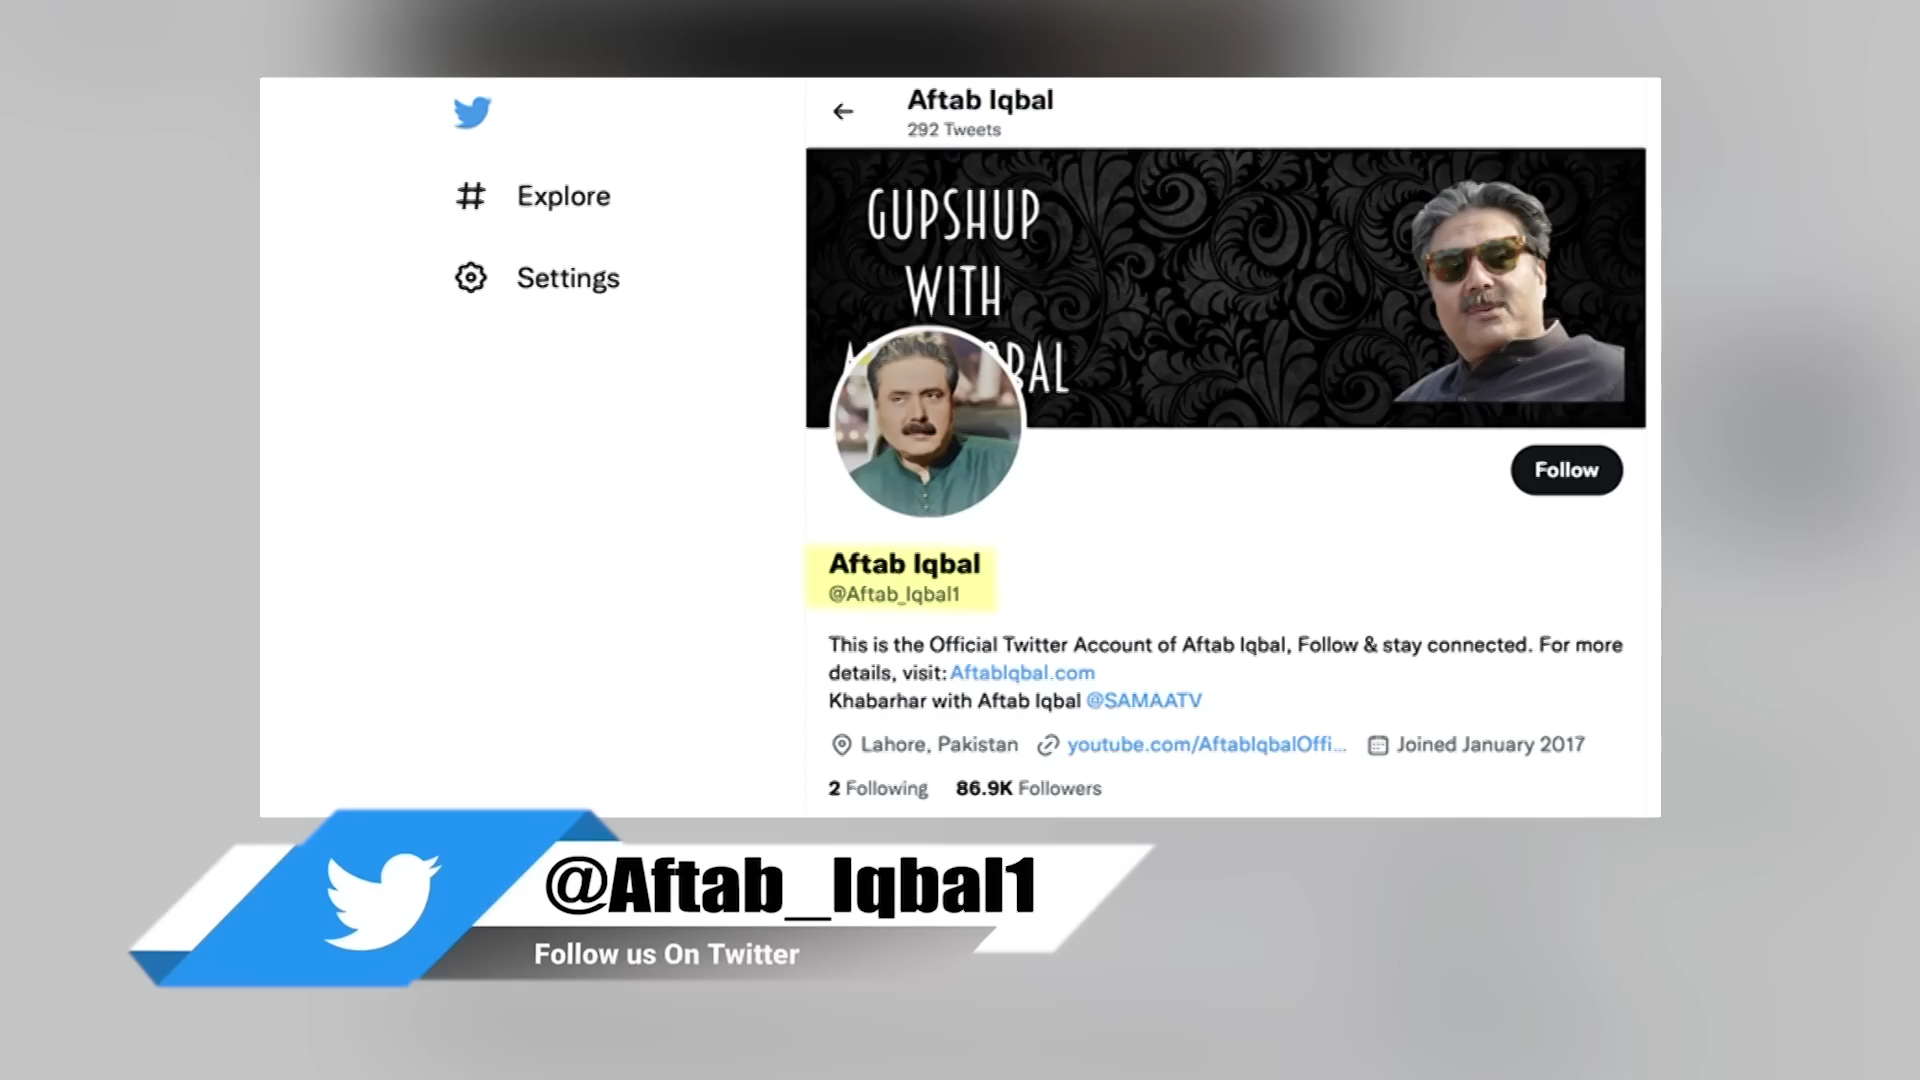 Aftab Iqbal
292 Tweets
Explore
Settings
GUPSHUP
WITH
Aftab Iqbal
@Aftab_Iqbal1
Follow
This is the Official Twitter Account of Aftab Iqbal, Follow & stay connected. For more
details, visit: AftabIqbal.com
Khabarhar with Aftab Iqbal @SAMAATV
Lahore, Pakistan youtube.com/AftabIqbalOffi... Joined January 2017
2 Following 86.9K Followers
@Aftab_Iqbal1
Follow us On Twitter